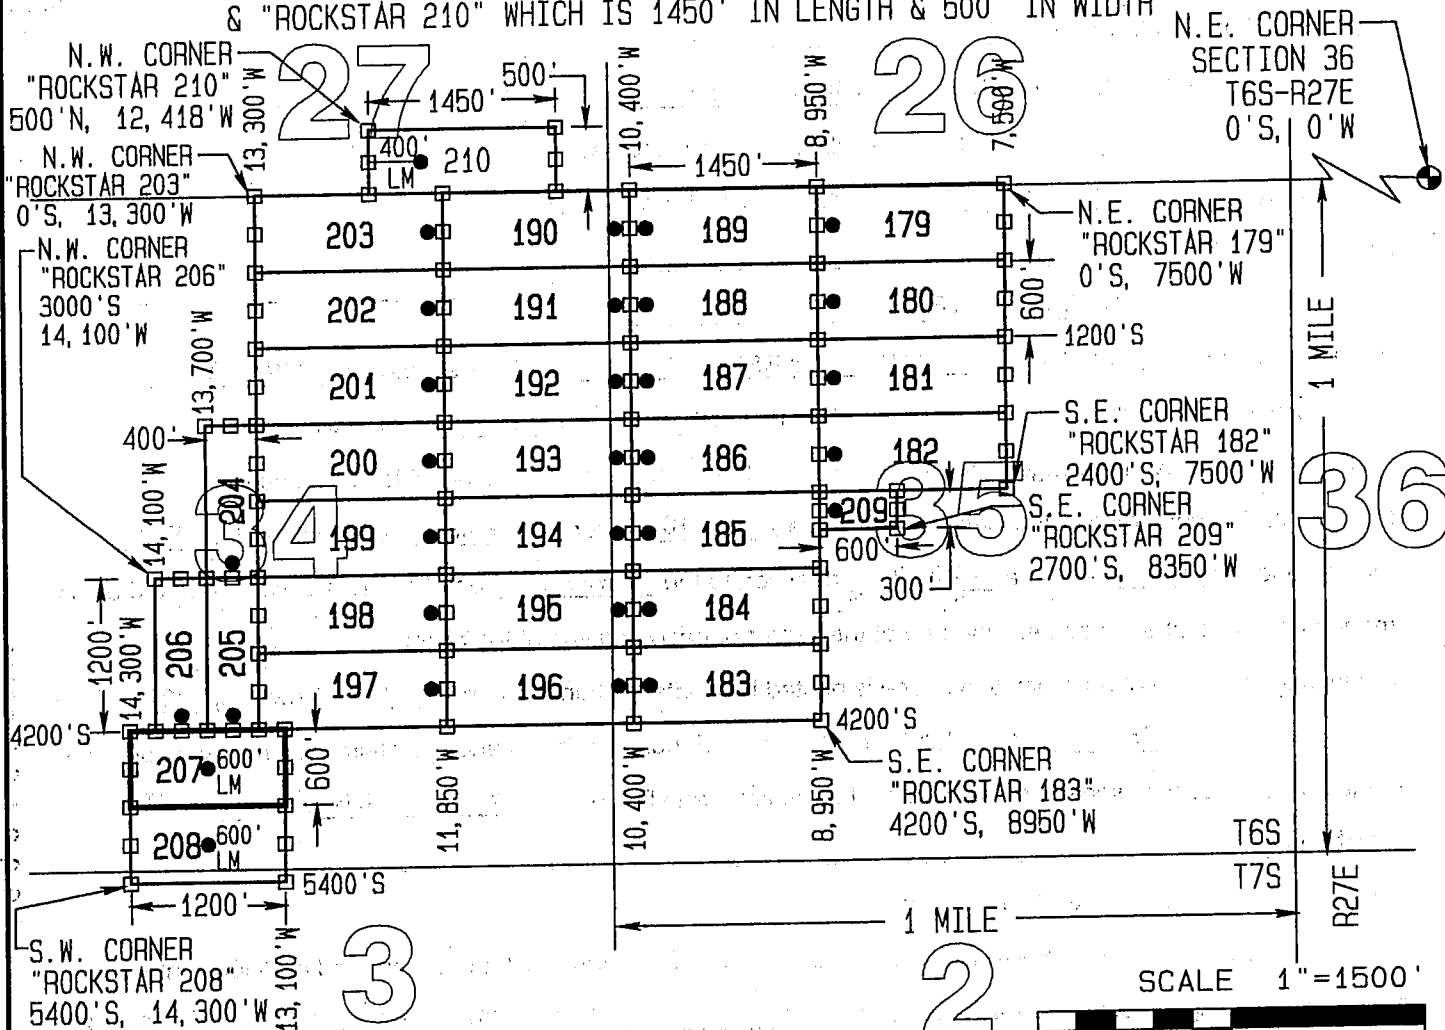 & "ROCKSTAR 210" WHICH IS 1450' IN LENGTH & 600' IN WIDTH
N.W. CORNER
"ROCKSTAR 210"
500'N, 12,418'W
N.W. CORNER
"ROCKSTAR 203"
0'S, 13,300'W
N.W. CORNER
"ROCKSTAR 206"
3000'S
14,100'W
27
26
N.E. CORNER
SECTION 36
T6S-R27E
0'S, 0'W
13,300'W.
1450'
500'
10,400'W.
8,950'W.
7,500'W
400'
LM
210
1450'
203
190
189
179
N.E. CORNER
"ROCKSTAR 179"
0'S, 7500'W
202
191
188
180
600'
1200'S
1 MILE
13,700'W.
201
192
187
181
400'
200
193
186
182
S.E. CORNER
"ROCKSTAR 182"
2400'S, 7500'W
14,100'W
34
204
199
194
185
209
35
36
600'
300'
S.E. CORNER
"ROCKSTAR 209"
2700'S, 8350'W
1200'
14,300'W.
206
205
198
195
184
197
196
183
4200'S
4200'S
207
600'
LM
600'
11,850'W.
10,400'W.
8,950'W.
S.E. CORNER
"ROCKSTAR 183"
4200'S, 8950'W
208
600'
LM
5400'S
T6S
T7S
R27E
1200'
1 MILE
S.W. CORNER
"ROCKSTAR 208"
5400'S, 14,300'W
13,100'W.
3
2
SCALE 1"=1500'